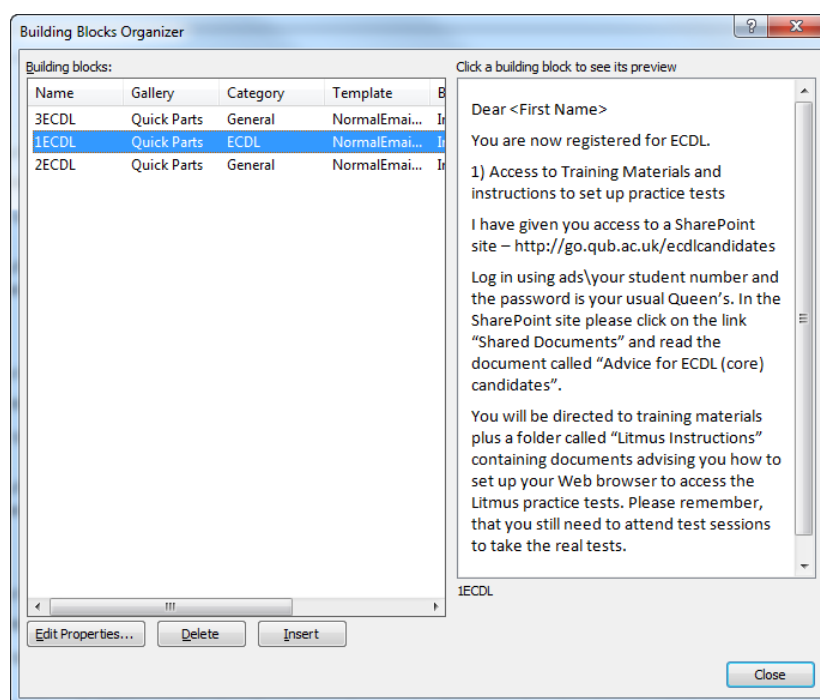 Building Blocks Organizer
Building blocks:
Click a building block to see its preview
Name Gallery Category Template B
3ECDL Quick Parts General NormalEmai... I
1ECDL Quick Parts ECDL NormalEmai... I
2ECDL Quick Parts General NormalEmai... I
Dear <First Name>
You are now registered for ECDL.
1) Access to Training Materials and
instructions to set up practice tests
I have given you access to a SharePoint
site – http://go.qub.ac.uk/ecdlcandidates
Log in using ads\your student number and
the password is your usual Queen's. In the
SharePoint site please click on the link
“Shared Documents” and read the
document called “Advice for ECDL (core)
candidates”.
You will be directed to training materials
plus a folder called “Litmus Instructions”
containing documents advising you how to
set up your Web browser to access the
Litmus practice tests. Please remember,
that you still need to attend test sessions
to take the real tests.
1ECDL
Edit Properties... Delete Insert
Close